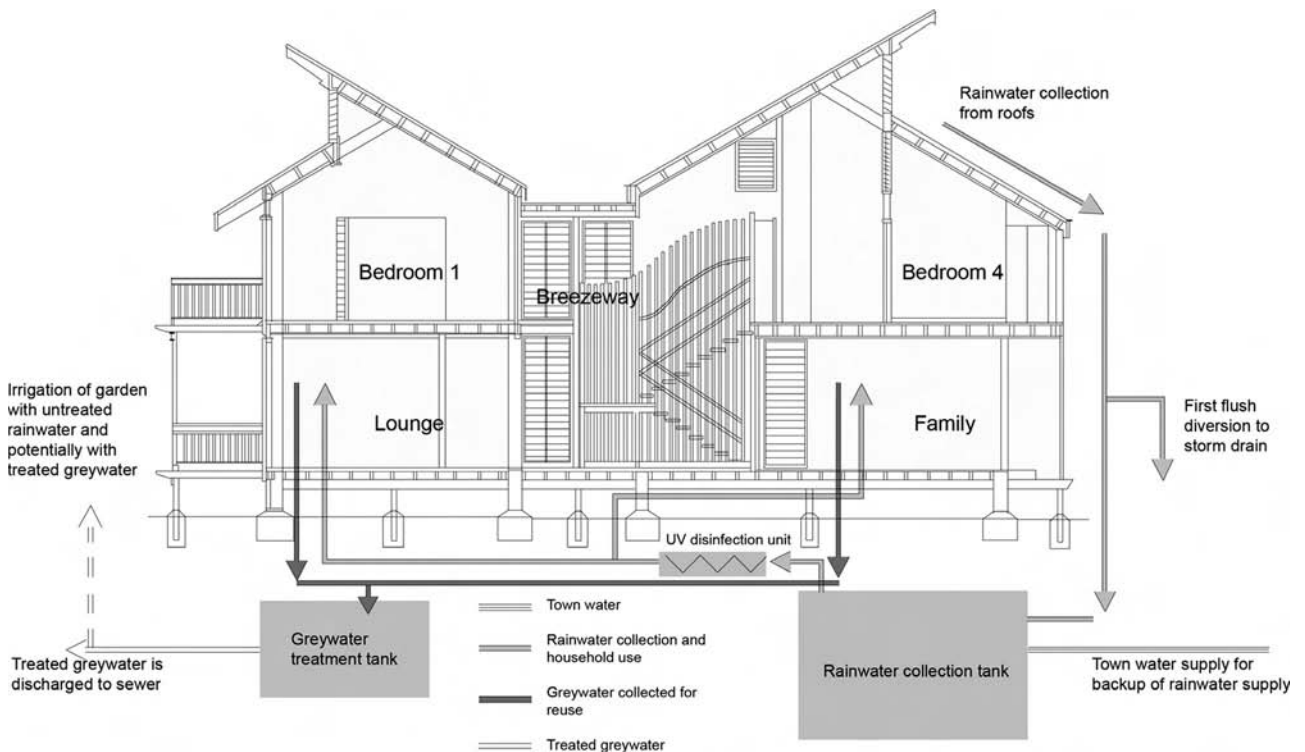 Rainwater collection
from roofs
Bedroom 1
Breezeway
Bedroom 4
Irrigation of garden
with untreated
rainwater and
potentially with
treated greywater
Lounge
Family
First flush
diversion to
storm drain
UV disinfection unit
Greywater
treatment tank
Town water
Rainwater collection and
household use
Greywater collected for
reuse
Treated greywater
Rainwater collection tank
Treated greywater is
discharged to sewer
Town water supply for
backup of rainwater supply